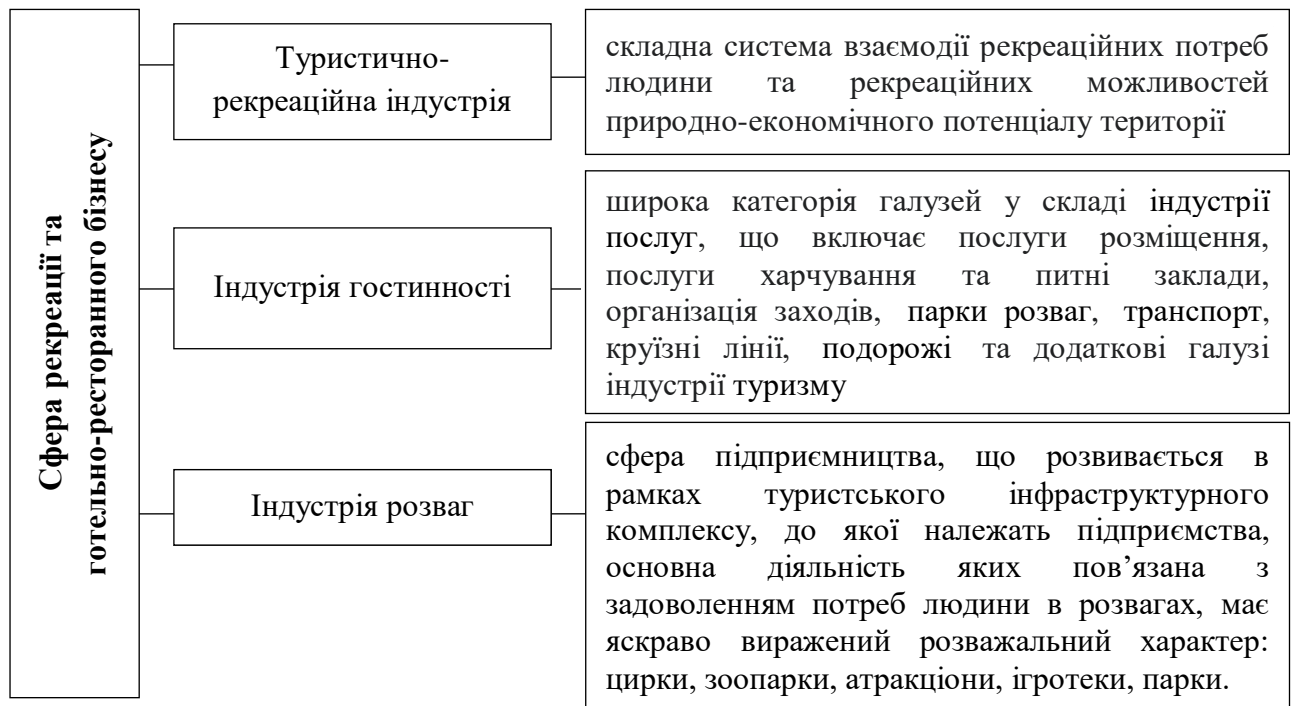 Сфера рекреації та
готельно-ресторанного бізнесу
Туристично-
рекреаційна індустрія
складна система взаємодії рекреаційних потреб
людини та рекреаційних можливостей
природно-економічного потенціалу території
Індустрія гостинності
широка категорія галузей у складі індустрії
послуг, що включає послуги розміщення,
послуги харчування та питні заклади,
організація заходів, парки розваг, транспорт,
круїзні лінії, подорожі та додаткові галузі
індустрії туризму
Індустрія розваг
сфера підприємництва, що розвивається в
рамках туристського інфраструктурного
комплексу, до якої належать підприємства,
основна діяльність яких пов’язана з
задоволенням потреб людини в розвагах, має
яскраво виражений розважальний характер:
цирки, зоопарки, атракціони, ігротеки, парки.